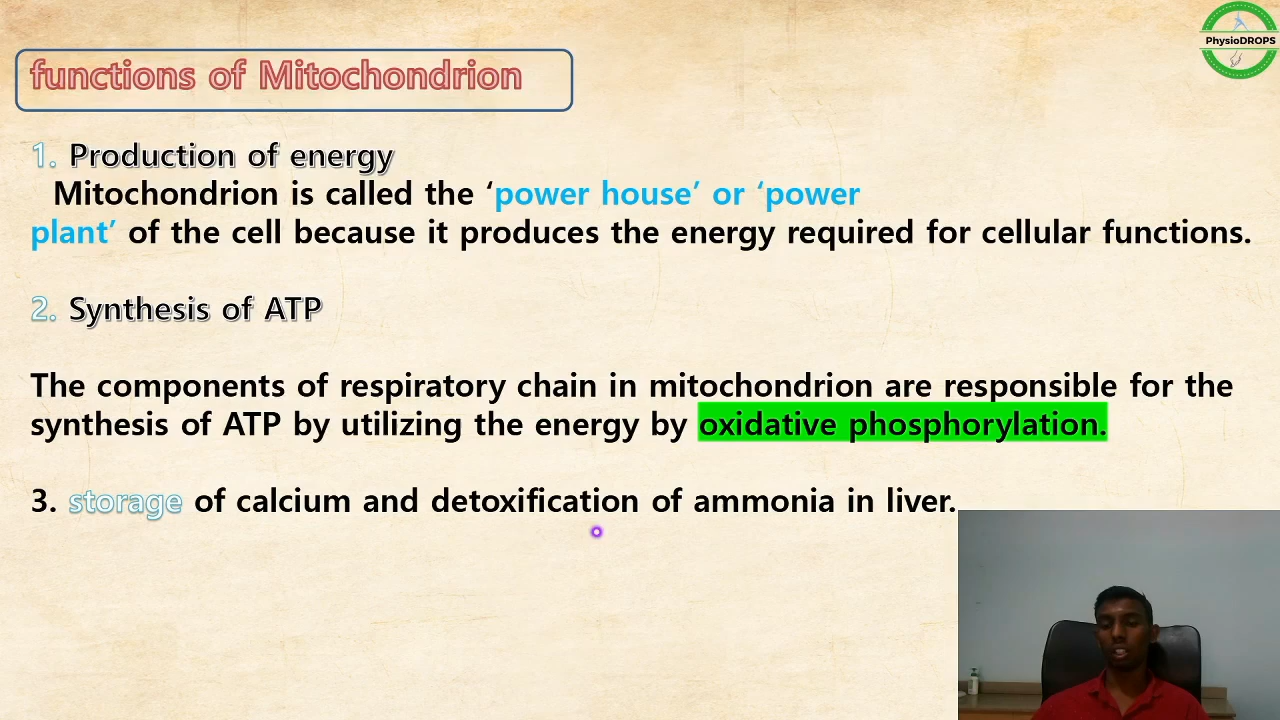 PhysioDROPS
functions of Mitochondrion
1. Production of energy
Mitochondrion is called the ‘power house’ or ‘power
plant’ of the cell because it produces the energy required for cellular functions.
2. Synthesis of ATP
The components of respiratory chain in mitochondrion are responsible for the
synthesis of ATP by utilizing the energy by oxidative phosphorylation.
3. storage of calcium and detoxification of ammonia in liver.